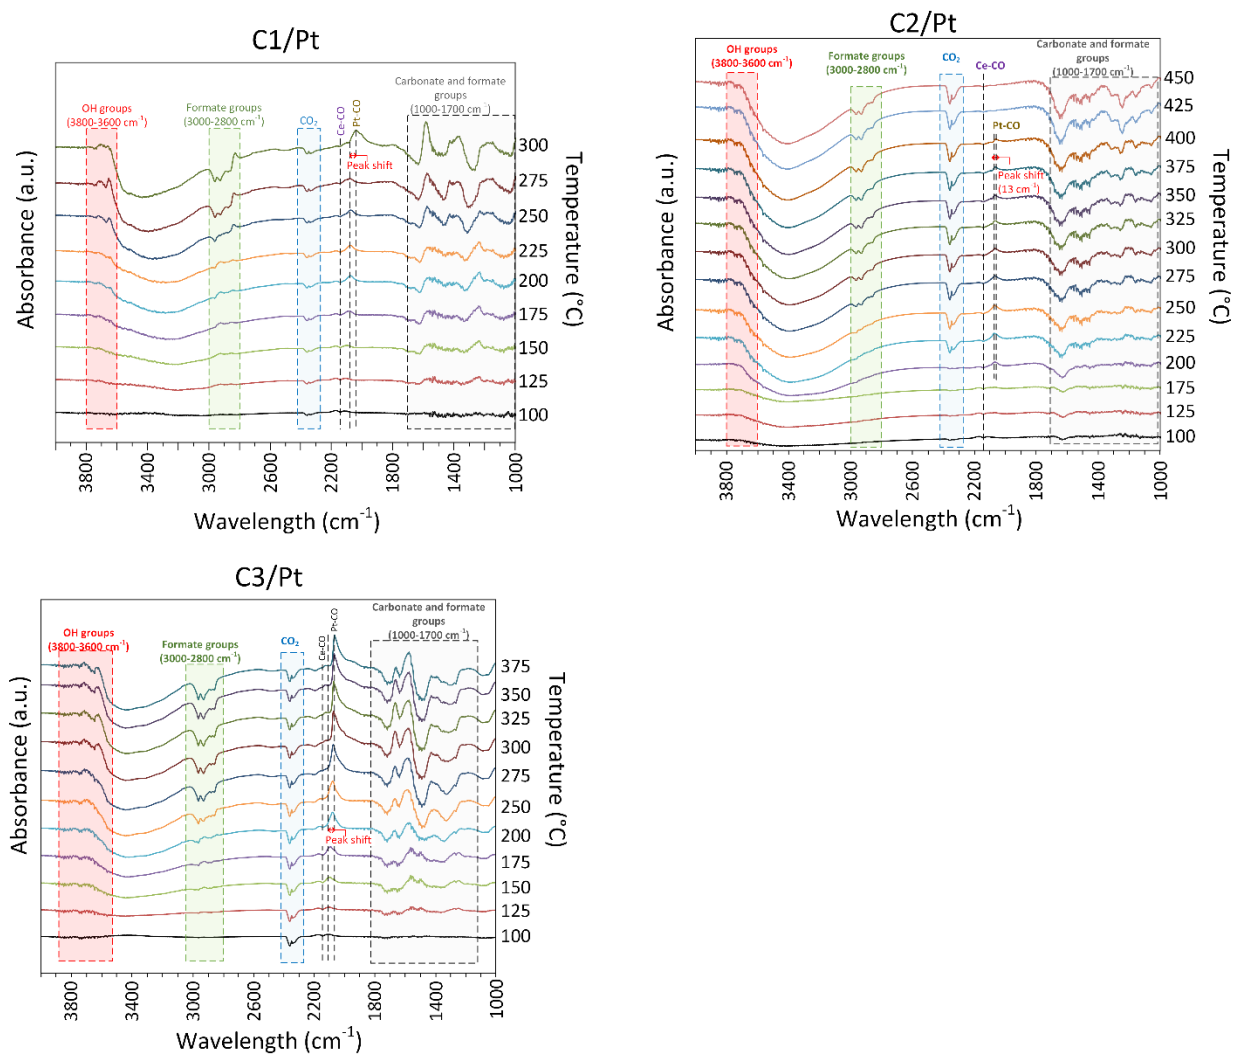 C1/Pt
OH groups
(3800-3600 cm⁻¹)
Formate groups
(3000-2800 cm⁻¹)
CO₂
Ce-CO
Pt-CO
Carbonate and formate
groups
(1000-1700 cm⁻¹)
Peak shift
300
275
250
225
200
175
150
125
100
Absorbance (a.u.)
Temperature (°C)
3800
3400
3000
2600
2200
1800
1400
1000
Wavelength (cm⁻¹)
C2/Pt
OH groups
(3800-3600 cm⁻¹)
Formate groups
(3000-2800 cm⁻¹)
CO₂
Ce-CO
Carbonate and formate
groups
(1000-1700 cm⁻¹)
Pt-CO
Peak shift
(13 cm⁻¹)
450
425
400
375
350
325
300
275
250
225
200
175
125
100
Absorbance (a.u.)
Temperature (°C)
3800
3400
3000
2600
2200
1800
1400
1000
Wavelength (cm⁻¹)
C3/Pt
OH groups
(3800-3600 cm⁻¹)
Formate groups
(3000-2800 cm⁻¹)
CO₂
Ce-CO
Pt-CO
Carbonate and formate
groups
(1000-1700 cm⁻¹)
Peak shift
375
350
325
300
275
250
200
175
150
125
100
Absorbance (a.u.)
Temperature (°C)
3800
3400
3000
2600
2200
1800
1400
1000
Wavelength (cm⁻¹)